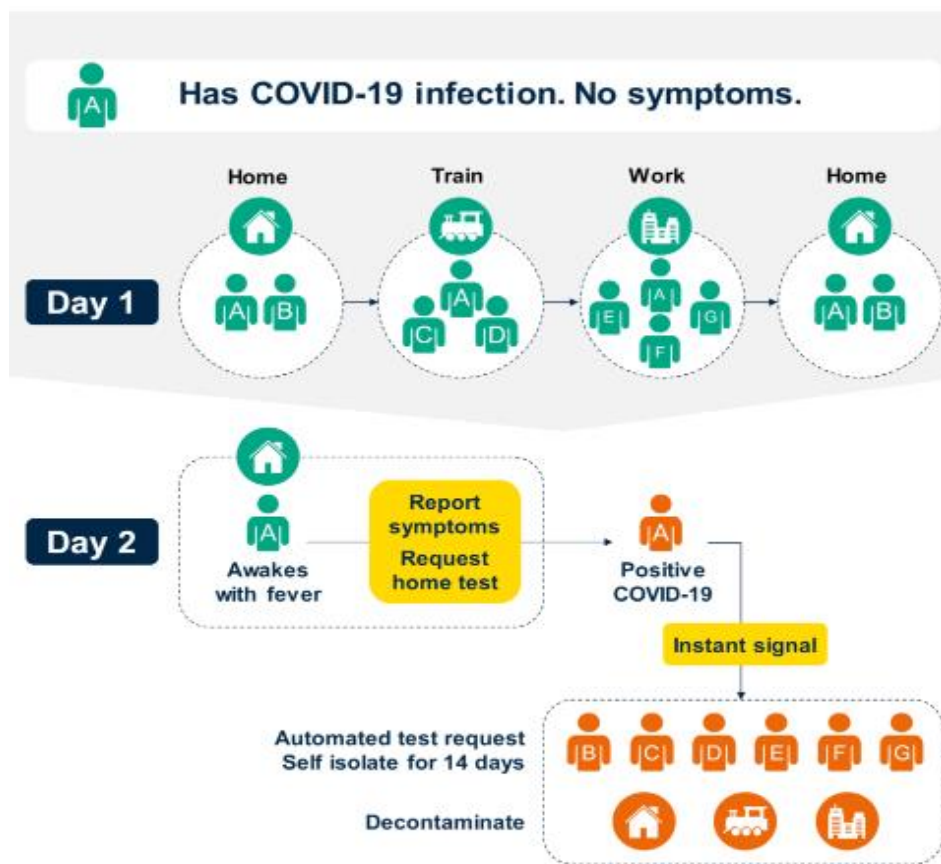 A
Has COVID-19 infection. No symptoms.
Home
Train
Work
Home
Day 1
A B
A
C D
A
E G
F
A B
Day 2
A
Awakes
with fever
Report
symptoms
Request
home test
A
Positive
COVID-19
Instant signal
Automated test request
Self isolate for 14 days
B C D E F G
Decontaminate